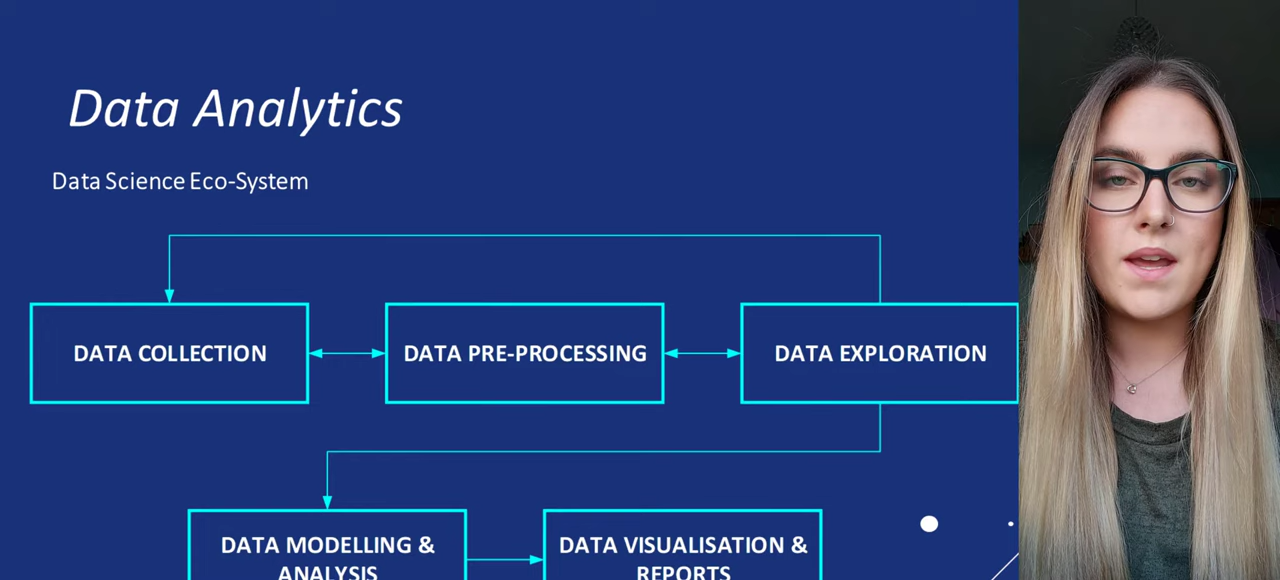 Data Analytics
Data Science Eco-System
DATA COLLECTION
DATA PRE-PROCESSING
DATA EXPLORATION
DATA MODELLING &
ANALYSIS
DATA VISUALISATION &
REPORTS